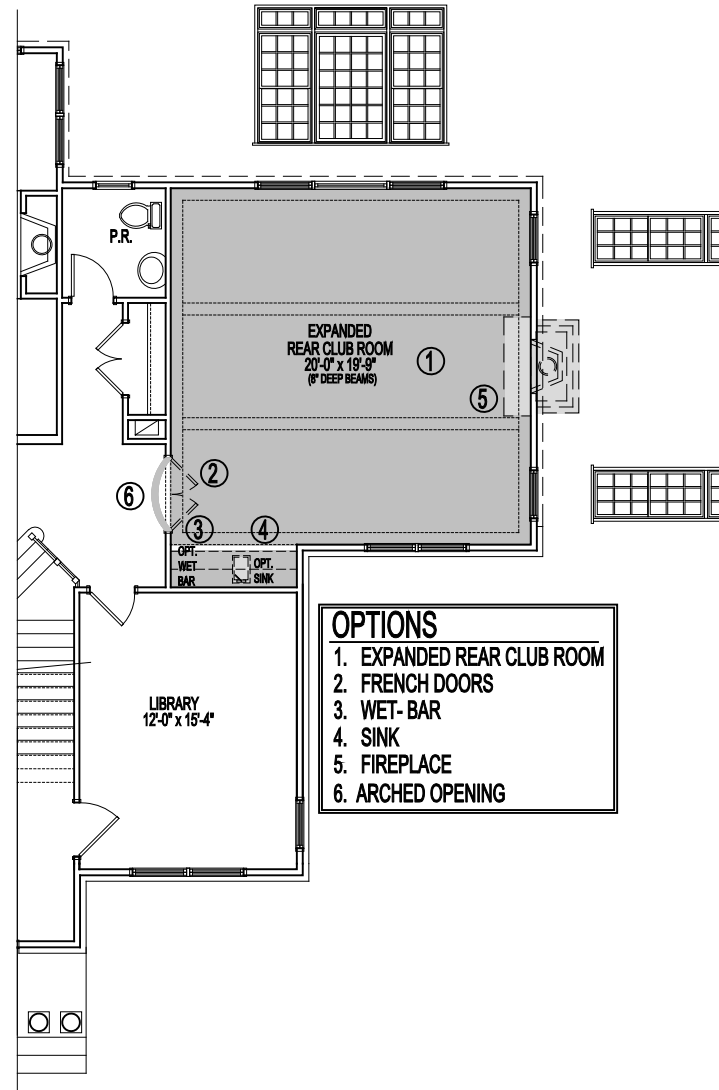 P.R.
EXPANDED
REAR CLUB ROOM
20'-0" x 19'-9"
(6" DEEP BEAMS)
1
5
2
6
3
4
OPT.
WET
BAR
OPT.
SINK
LIBRARY
12'-0" x 15'-4"
OPTIONS
1. EXPANDED REAR CLUB ROOM
2. FRENCH DOORS
3. WET- BAR
4. SINK
5. FIREPLACE
6. ARCHED OPENING